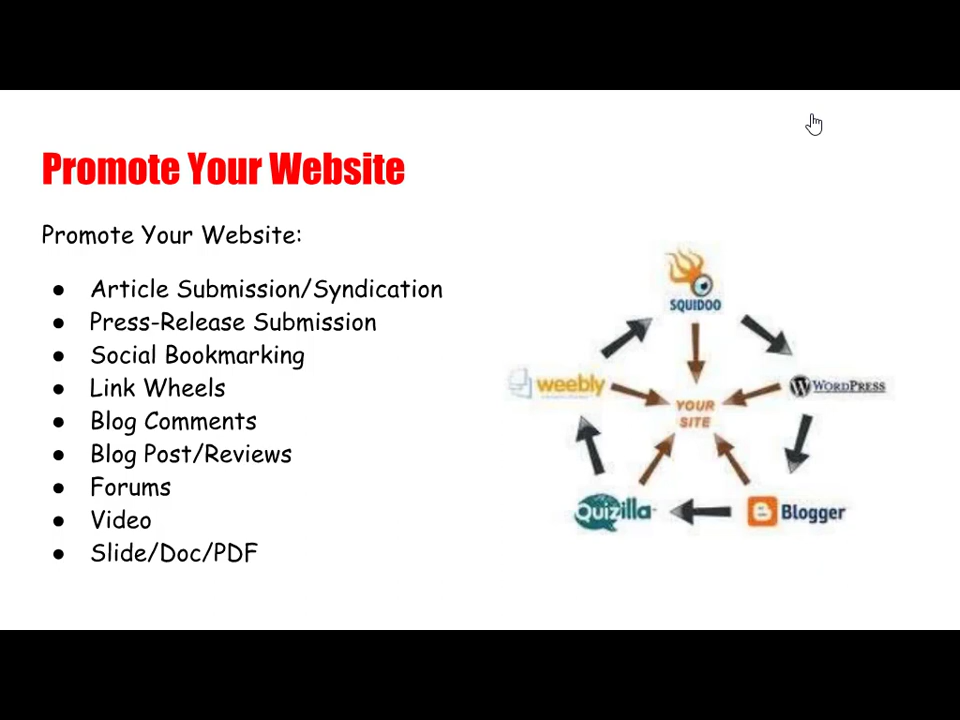 Promote Your Website
Promote Your Website:
● Article Submission/Syndication
● Press-Release Submission
● Social Bookmarking
● Link Wheels
● Blog Comments
● Blog Post/Reviews
● Forums
● Video
● Slide/Doc/PDF
SQUIDOO
weebly
WORDPRESS
YOUR
SITE
Quizilla
Blogger